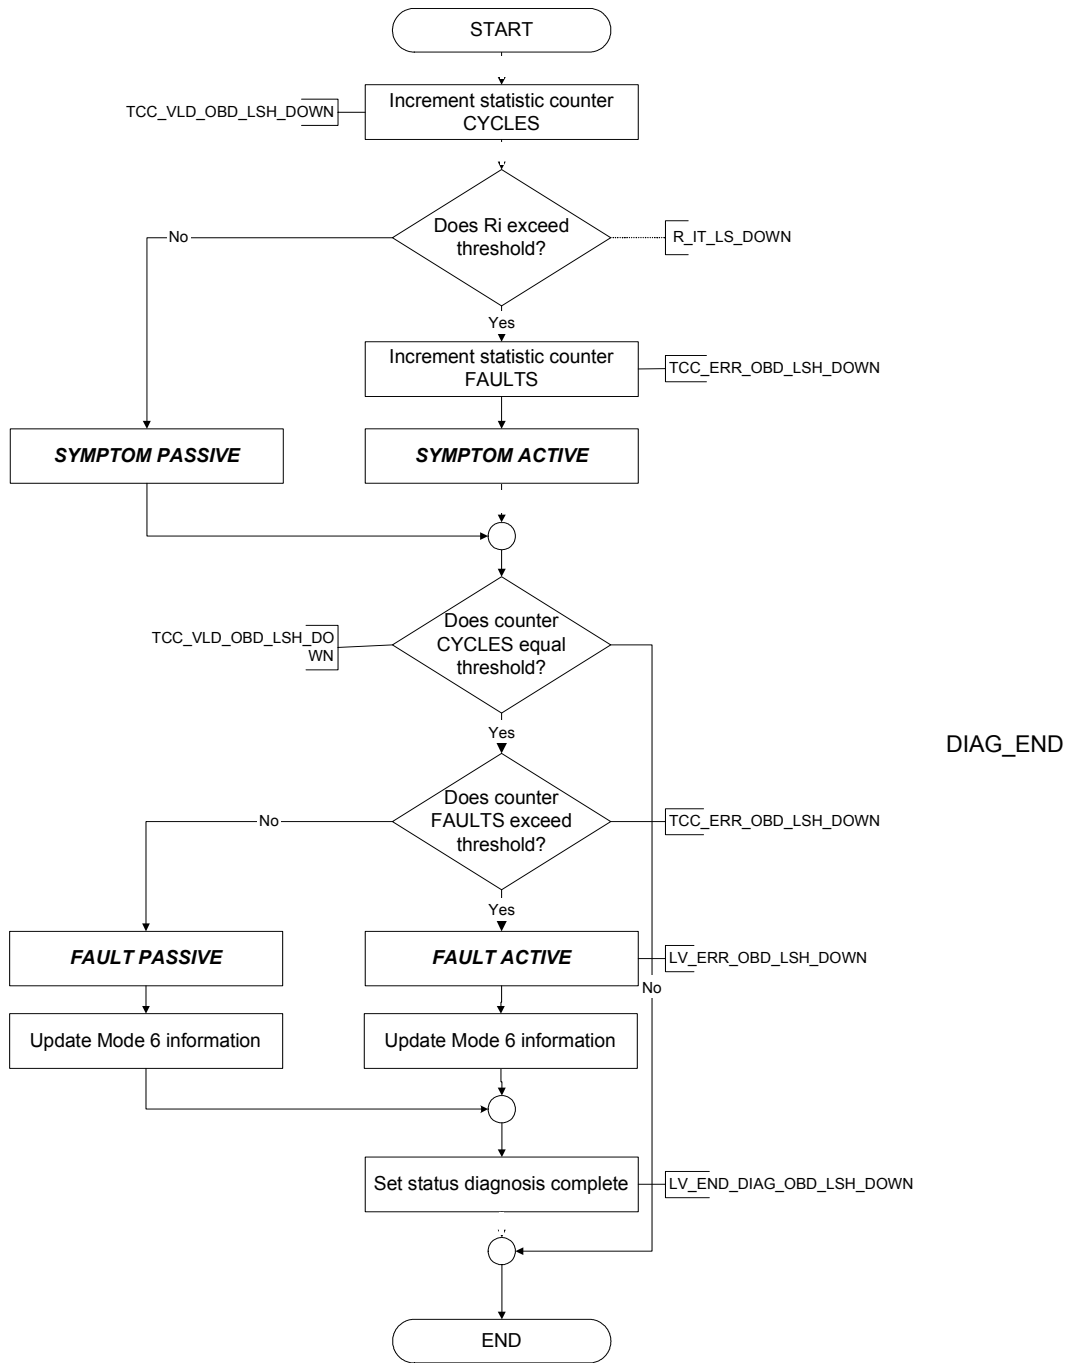 START
Increment statistic counter
CYCLES
TCC_VLD_OBD_LSH_DOWN
Does Ri exceed
threshold?
R_IT_LS_DOWN
No
Yes
Increment statistic counter
FAULTS
TCC_ERR_OBD_LSH_DOWN
SYMPTOM PASSIVE
SYMPTOM ACTIVE
Does counter
CYCLES equal
threshold?
TCC_VLD_OBD_LSH_DO
WN
Yes
DIAG_END
Does counter
FAULTS exceed
threshold?
No
TCC_ERR_OBD_LSH_DOWN
Yes
FAULT PASSIVE
FAULT ACTIVE
LV_ERR_OBD_LSH_DOWN
No
Update Mode 6 information
Update Mode 6 information
Set status diagnosis complete
LV_END_DIAG_OBD_LSH_DOWN
END